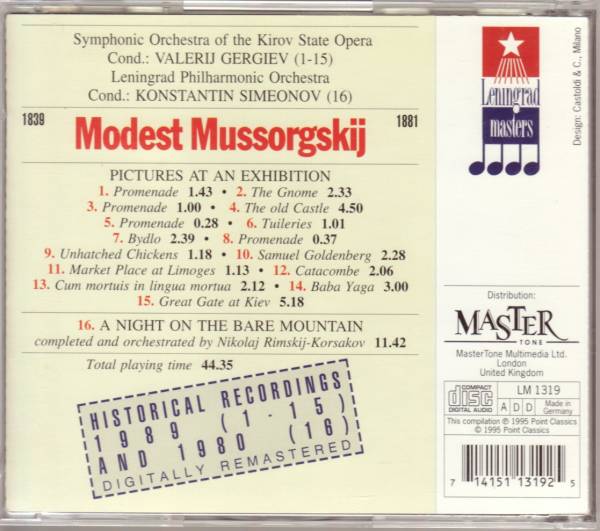 Symphonic Orchestra of the Kirov State Opera
Cond.: VALERIJ GERGIEV (1-15)
Leningrad Philharmonic Orchestra
Cond.: KONSTANTIN SIMEONOV (16)
1839
Modest Mussorgskij
1881
PICTURES AT AN EXHIBITION
1. Promenade 1.43 • 2. The Gnome 2.33
3. Promenade 1.00 • 4. The old Castle 4.50
5. Promenade 0.28 • 6. Tuileries 1.01
7. Bydlo 2.39 • 8. Promenade 0.37
9. Unhatched Chickens 1.18 • 10. Samuel Goldenberg 2.28
11. Market Place at Limoges 1.13 • 12. Catacombe 2.06
13. Cum mortuis in lingua mortua 2.12 • 14. Baba Yaga 3.00
15. Great Gate at Kiev 5.18
16. A NIGHT ON THE BARE MOUNTAIN
completed and orchestrated by Nikolaj Rimskij-Korsakov 11.42
Total playing time 44.35
HISTORICAL RECORDINGS
1989 (1-15)
AND 1980 (16)
DIGITALLY REMASTERED
Leningrad
masters
Design: Castoldi & C., Milano
Distribution:
MASTER
TONE
MasterTone Multimedia Ltd.
London
United Kingdom
COMPACT
disc
DIGITAL AUDIO
LM 1319
A D D
Made in
Germany
This compilation ℗ 1995 Point Classics
© 1995 Point Classics
7 14151 13192 5